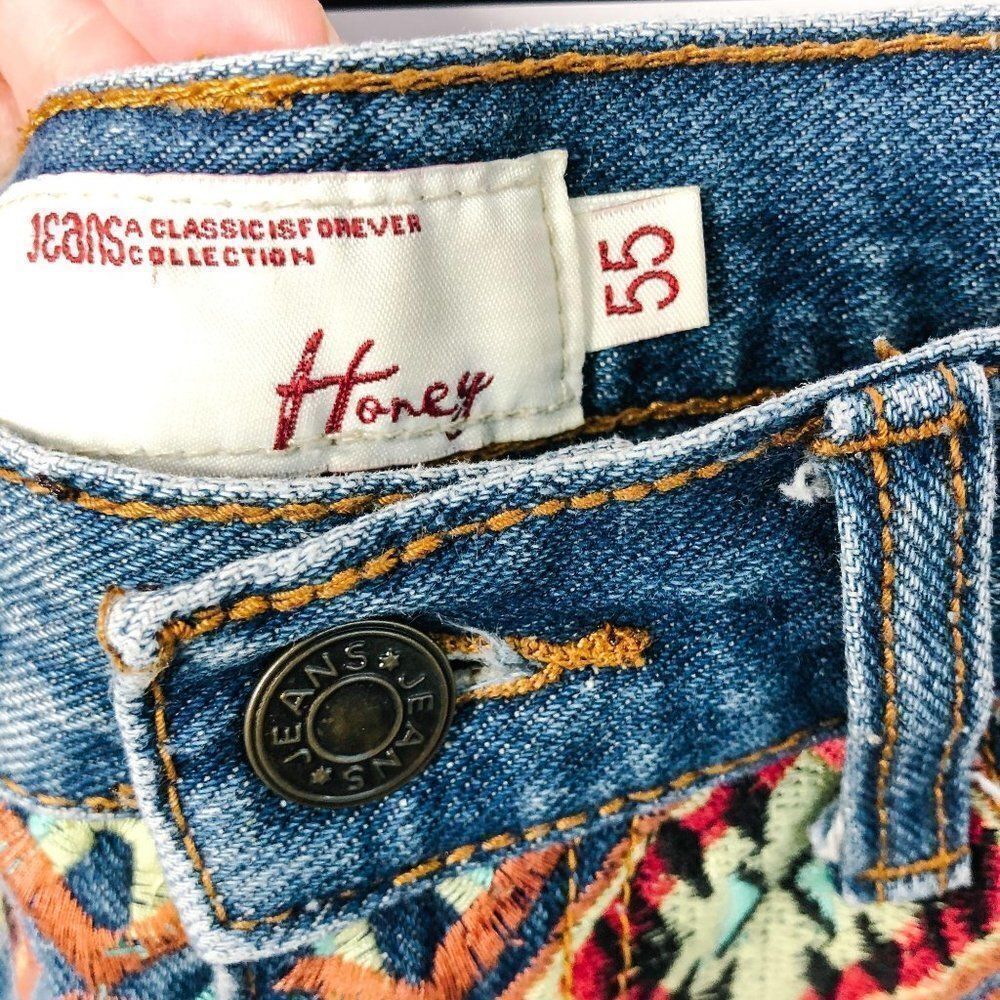 Jeans A CLASSIC IS FOREVER
COLLECTION
Honey
55
JEANS * JEANS *